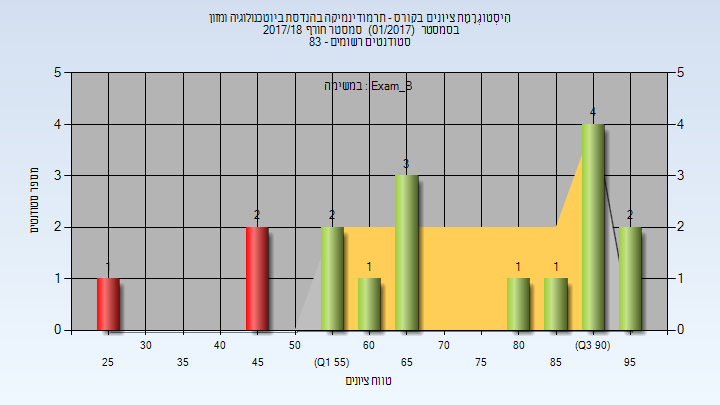 הִיסְטוֹגְרָמַת ציונים בקורס - תרמודינמיקה בהנדסת ביוטכנולוגיה ומזון
בסמסטר (01/2017) סמסטר חורף 2017/18
סטודנטים רשומים - 83
במשימה : Exam_B
מספר סטודנטים
5 5
4 4
3 3
2 2
1 1
0 0
1 2 2 1 3 1 1 4 2
30 40 50 60 70 80 (Q3 90)
25 35 45 (Q1 55) 65 75 85 95
טווח ציונים